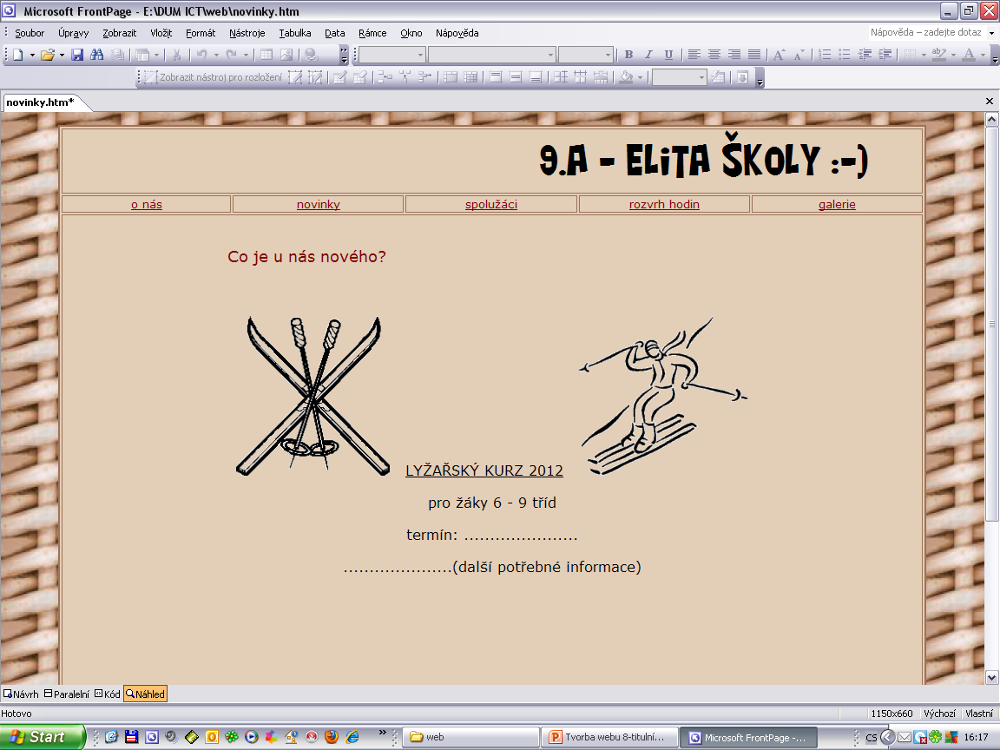 Microsoft FrontPage - E:\DUM ICT\web\novinky.htm
Soubor Úpravy Zobrazit Vložit Formát Nástroje Tabulka Data Rámce Okno Nápověda Nápověda – zadejte dotaz
B I U A A ab A
Zobrazit nástroj pro rozložení
novinky.htm*
9.A - ELiTA ŠKOLY :-)
o nás novinky spolužáci rozvrh hodin galerie
Co je u nás nového?
LYŽAŘSKÝ KURZ 2012
pro žáky 6 - 9 tříd
termín: ......................
.....................(další potřebné informace)
Návrh Paralelní Kód Náhled
Hotovo 1150x660 Výchozí Vlastní
Start » web Tvorba webu 8-titulní... Microsoft FrontPage -... CS 16:17